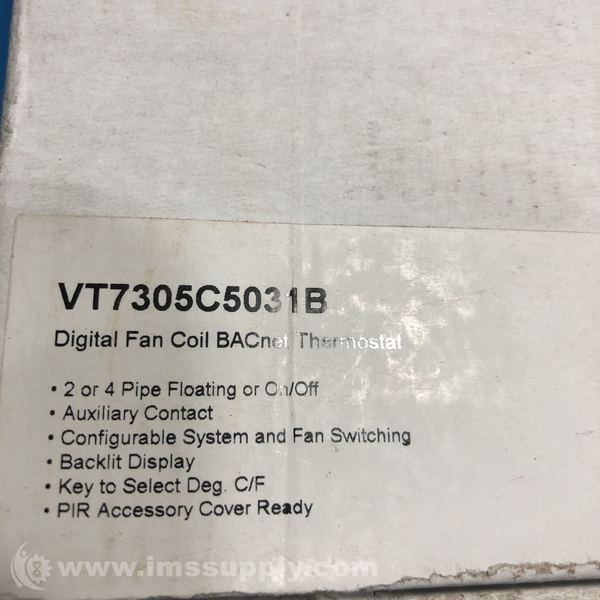 VT7305C5031B
Digital Fan Coil BACnet Thermostat
• 2 or 4 Pipe Floating or On/Off
• Auxiliary Contact
• Configurable System and Fan Switching
• Backlit Display
• Key to Select Deg. C/F
• PIR Accessory Cover Ready
www.imssupply.com